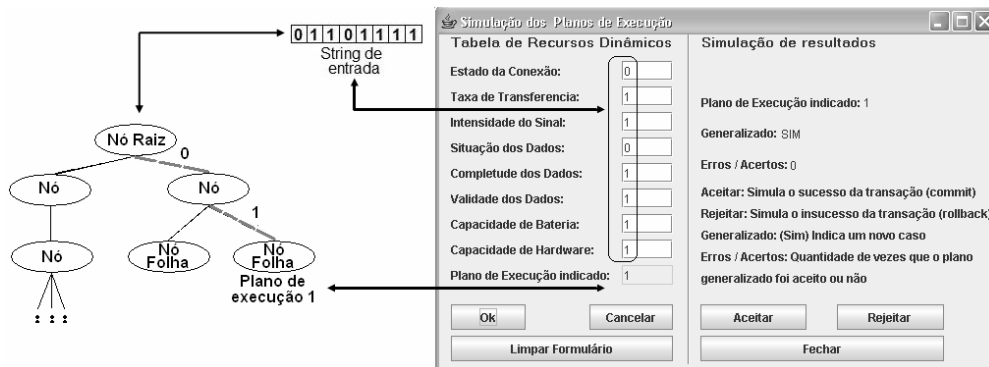 0 1 1 0 1 1 1 1
String de
entrada
Nó Raiz
0
Nó
Nó
1
Nó
Nó
Folha
Nó
Folha
Plano de
execução 1
Simulação dos Planos de Execução
Tabela de Recursos Dinâmicos
Estado da Conexão: 0
Taxa de Transferencia: 1
Intensidade do Sinal: 1
Situação dos Dados: 0
Completude dos Dados: 1
Validade dos Dados: 1
Capacidade de Bateria: 1
Capacidade de Hardware: 1
Plano de Execução indicado: 1
Ok
Cancelar
Limpar Formulário
Simulação de resultados
Plano de Execução indicado: 1
Generalizado: SIM
Erros / Acertos: 0
Aceitar: Simula o sucesso da transação (commit)
Rejeitar: Simula o insucesso da transação (rollback)
Generalizado: (Sim) Indica um novo caso
Erros / Acertos: Quantidade de vezes que o plano
generalizado foi aceito ou não
Aceitar
Rejeitar
Fechar